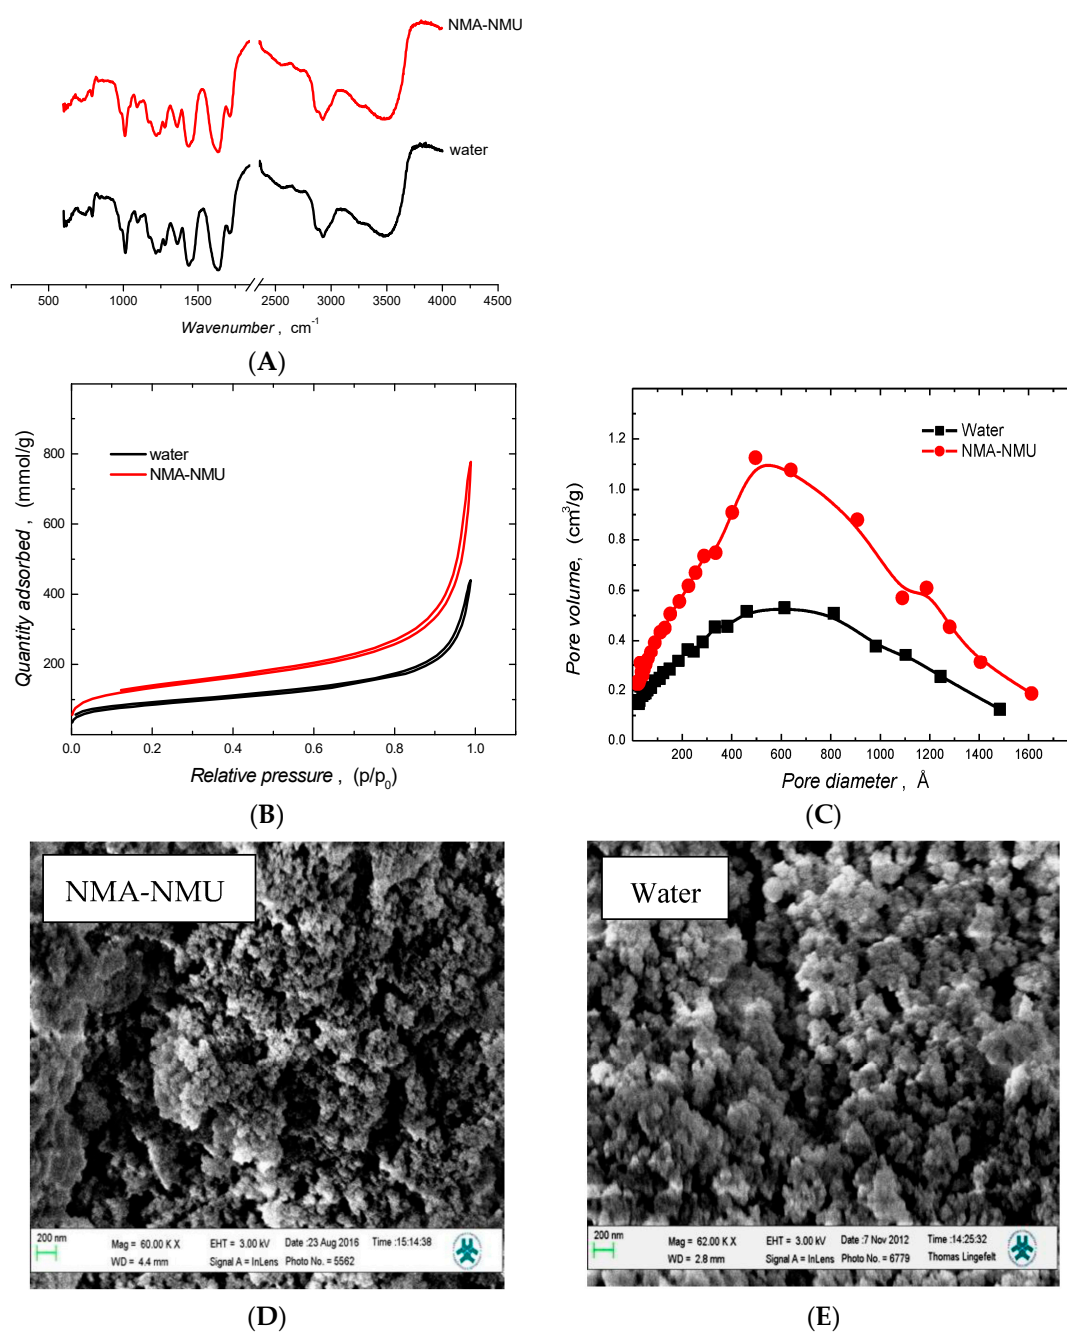 NMA-NMU
water
500 1000 1500 2500 3000 3500 4000 4500
Wavenumber , cm-1
(A)
Quantity adsorbed , (mmol/g)
800
600
400
200
0
water
NMA-NMU
0.0 0.2 0.4 0.6 0.8 1.0
Relative pressure , (p/p0)
(B)
Pore volume, (cm3/g)
1.2
1.0
0.8
0.6
0.4
0.2
0.0
Water
NMA-NMU
200 400 600 800 1000 1200 1400 1600
Pore diameter , Å
(C)
NMA-NMU
200 nm
Mag = 60.00 K X EHT = 3.00 kV Date :23 Aug 2016 Time :15:14:38
WD = 4.4 mm Signal A = InLens Photo No. = 5562
(D)
Water
200 nm
Mag = 62.00 K X EHT = 3.00 kV Date :7 Nov 2012 Time :14:25:32
WD = 2.8 mm Signal A = InLens Photo No. = 6779 Thomas Lingefelt
(E)